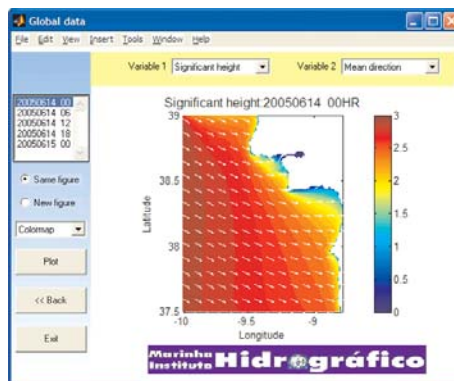 Global data
File Edit View Insert Tools Window Help
Variable 1 Significant height Variable 2 Mean direction
20050614 00
20050614 06
20050614 12
20050614 18
20050615 00
Same figure
New figure
Colormap
Plot
<< Back
Exit
Significant height:20050614 00HR
Latitude
39
38.5
38
37.5
-10 -9.5 -9
Longitude
3
2.5
2
1.5
1
0.5
0
Marinha
Instituto
Hidrográfico